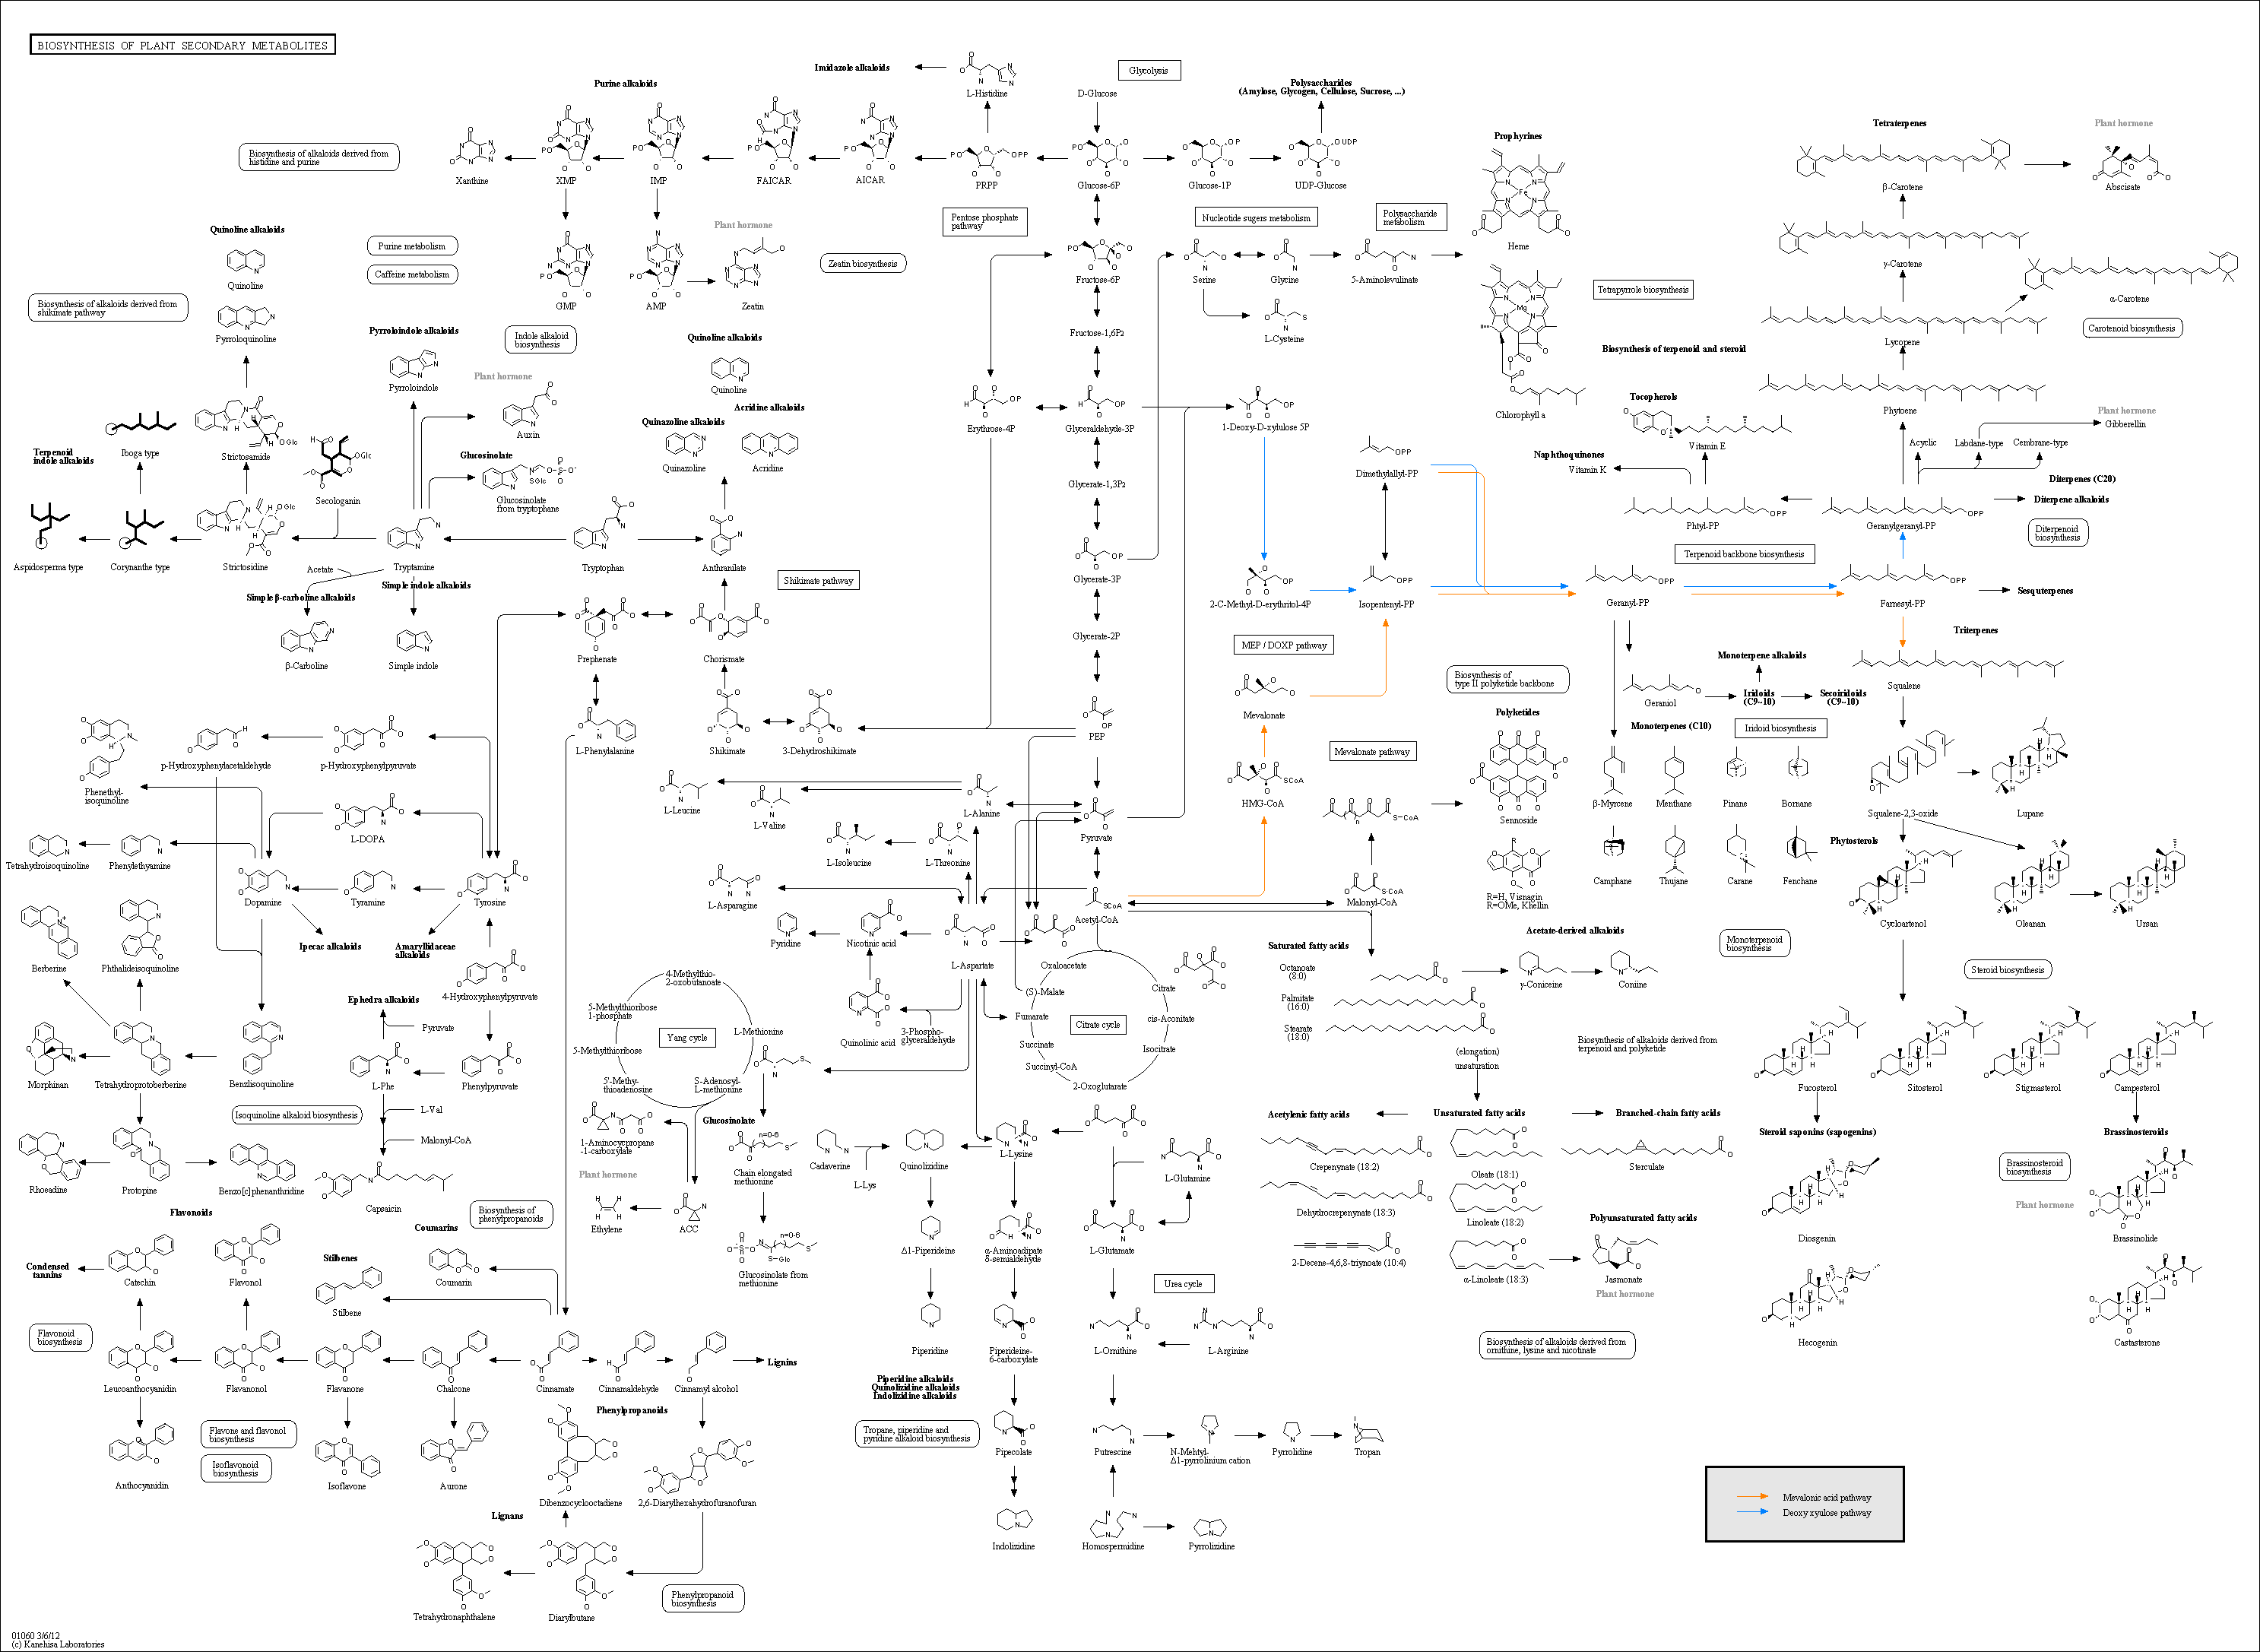 BIOSYNTHESIS OF PLANT SECONDARY METABOLITES
Imidazole alkaloids
L-Histidine
Glycolysis
D-Glucose
Polysaccharides
(Amylose, Glycogen, Cellulose, Sucrose, ...)
Purine alkaloids
Biosynthesis of alkaloids derived from
histidine and purine
Xanthine
XMP
IMP
FAICAR
AICAR
PRPP
Glucose-6P
Glucose-1P
UDP-Glucose
Prophyrines
Heme
Tetraterpenes
Plant hormone
β-Carotene
Abscisate
Pentose phosphate
pathway
Nucleotide sugers metabolism
Polysaccharide
metabolism
Quinoline alkaloids
Purine metabolism
Caffeine metabolism
Plant hormone
Zeatin biosynthesis
GMP
AMP
Zeatin
Fructose-6P
Serine
Glycine
5-Aminolevulinate
Tetrapyrrole biosynthesis
γ-Carotene
α-Carotene
Quinoline
Biosynthesis of alkaloids derived from
shikimate pathway
Pyrroloquinoline
Pyrroloindole alkaloids
Indole alkaloid
biosynthesis
Quinoline alkaloids
Fructose-1,6P2
L-Cysteine
Biosynthesis of terpenoid and steroid
Lycopene
Carotenoid biosynthesis
Pyrroloindole
Plant hormone
Auxin
Quinoline
Acridine alkaloids
Quinazoline alkaloids
Quinazoline
Acridine
Erythrose-4P
Glyceraldehyde-3P
1-Deoxy-D-xylulose 5P
Chlorophyll a
Tocopherols
Vitamin E
Phytoene
Plant hormone
Gibberellin
Acyclic
Labdane-type
Cembrane-type
Terpenoid
indole alkaloids
Iboga type
Strictosamide
Secologanin
Glucosinolate
Glucosinolate
from tryptophane
Glycerate-1,3P2
Dimethylallyl-PP
Naphthoquinones
Vitamin K
Diterpenes (C20)
Diterpene alkaloids
Phtyl-PP
Geranylgeranyl-PP
Diterpenoid
biosynthesis
Terpenoid backbone biosynthesis
Aspidosperma type
Corynanthe type
Strictosidine
Acetate
Tryptamine
Tryptophan
Anthranilate
Shikimate pathway
Glycerate-3P
2-C-Methyl-D-erythritol-4P
Isopentenyl-PP
Geranyl-PP
Farnesyl-PP
Sesquterpenes
Simple β-carboline alkaloids
Simple indole alkaloids
β-Carboline
Simple indole
Prephenate
Chorismate
Glycerate-2P
MEP / DOXP pathway
Triterpenes
Monoterpene alkaloids
Squalene
Biosynthesis of
type II polyketide backbone
Mevalonate
Geraniol
Iridoids
(C9~10)
Secoiridoids
(C9~10)
Monoterpenes (C10)
Iridoid biosynthesis
Polyketides
Mevalonate pathway
p-Hydroxyphenylacetaldehyde
p-Hydroxyphenylpyruvate
L-Phenylalanine
Shikimate
3-Dehydroshikimate
PEP
Phenethyl-
isoquinoline
L-Leucine
L-Valine
L-Alanine
HMG-CoA
Sennoside
β-Myrcene
Menthane
Pinane
Bornane
Squalene-2,3-oxide
Lupane
L-DOPA
Pyruvate
Tetrahydroisoquinoline
Phenylethyamine
L-Isoleucine
L-Threonine
Phytosterols
Camphane
Thujane
Carane
Fenchane
R=H, Visnagin
R=OMe, Khellin
Dopamine
Tyramine
Tyrosine
L-Asparagine
Acetyl-CoA
Malonyl-CoA
Cycloartenol
Oleanan
Ursan
Ipecac alkaloids
Amaryllidaceae
alkaloids
Pyridine
Nicotinic acid
L-Aspartate
Oxaloacetate
Saturated fatty acids
Acetate-derived alkaloids
Monoterpenoid
biosynthesis
Steroid biosynthesis
Berberine
Phthalideisoquinoline
4-Hydroxyphenylpyruvate
4-Methylthio-
2-oxobutanoate
(S)-Malate
Citrate
Octanoate
(8:0)
γ-Coniceine
Coniine
Ephedra alkaloids
Pyruvate
5-Methylthioribose
1-phosphate
Yang cycle
L-Methionine
Quinolinic acid
3-Phospho-
glyceraldehyde
Fumarate
Citrate cycle
cis-Aconitate
Palmitate
(16:0)
Stearate
(18:0)
Biosynthesis of alkaloids derived from
terpenoid and polyketide
5-Methylthioribose
Succinate
Isocitrate
(elongation)
unsaturation
Morphinan
Tetrahydroprotoberberine
Benzlisoquinoline
L-Phe
Phenylpyruvate
5'-Methy-
thioadenosine
S-Adenosyl-
L-methionine
Succinyl-CoA
2-Oxoglutarate
Fucosterol
Sitosterol
Stigmasterol
Campesterol
Isoquinoline alkaloid biosynthesis
L-Val
Malonyl-CoA
Glucosinolate
Acetylenic fatty acids
Unsaturated fatty acids
Branched-chain fatty acids
Steroid saponins (sapogenins)
Brassinosteroids
1-Aminocycpropane
-1-carboxylate
Plant hormone
Chain elongated
methionine
Cadaverine
L-Lys
Quinolizidine
L-Lysine
L-Glutamine
Crepenynate (18:2)
Oleate (18:1)
Sterculate
Brassinosteroid
biosynthesis
Plant hormone
Rhoeadine
Protopine
Benzo[c]phenanthridine
Capsaicin
Biosynthesis of
phenylpropanoids
Ethylene
ACC
Dehydrocrepenynate (18:3)
Linoleate (18:2)
Polyunsaturated fatty acids
Diosgenin
Brassinolide
Flavonoids
Condensed
tannins
Catechin
Flavonol
Stilbenes
Coumarins
Stilbene
Coumarin
Glucosinolate from
methionine
Δ1-Piperideine
α-Aminoadipate
δ-semialdehyde
L-Glutamate
Urea cycle
2-Decene-4,6,8-triynoate (10:4)
α-Linoleate (18:3)
Jasmonate
Plant hormone
Flavonoid
biosynthesis
Piperidine
Piperideine-
6-carboxylate
L-Ornithine
L-Arginine
Biosynthesis of alkaloids derived from
ornithine, lysine and nicotinate
Hecogenin
Castasterone
Leucoanthocyanidin
Flavanonol
Flavanone
Chalcone
Cinnamate
Cinnamaldehyde
Cinnamyl alcohol
Lignins
Piperidine alkaloids
Quinolizidine alkaloids
Indolizidine alkaloids
Phenylpropanoids
Flavone and flavonol
biosynthesis
Isoflavonoid
biosynthesis
Tropane, piperidine and
pyridine alkaloid biosynthesis
Pipecolate
Putrescine
N-Mehtyl-
Δ1-pyrrolinium cation
Pyrrolidine
Tropan
Anthocyanidin
Isoflavone
Aurone
Dibenzocyclooctadiene
2,6-Diarylhexahydrofuranofuran
Lignans
Indolizidine
Homospermidine
Pyrrolizidine
Mevalonic acid pathway
Deoxy xyulose pathway
Tetrahydronaphthalene
Diarylbutane
Phenylpropanoid
biosynthesis
01060 3/6/12
(c) Kanehisa Laboratories